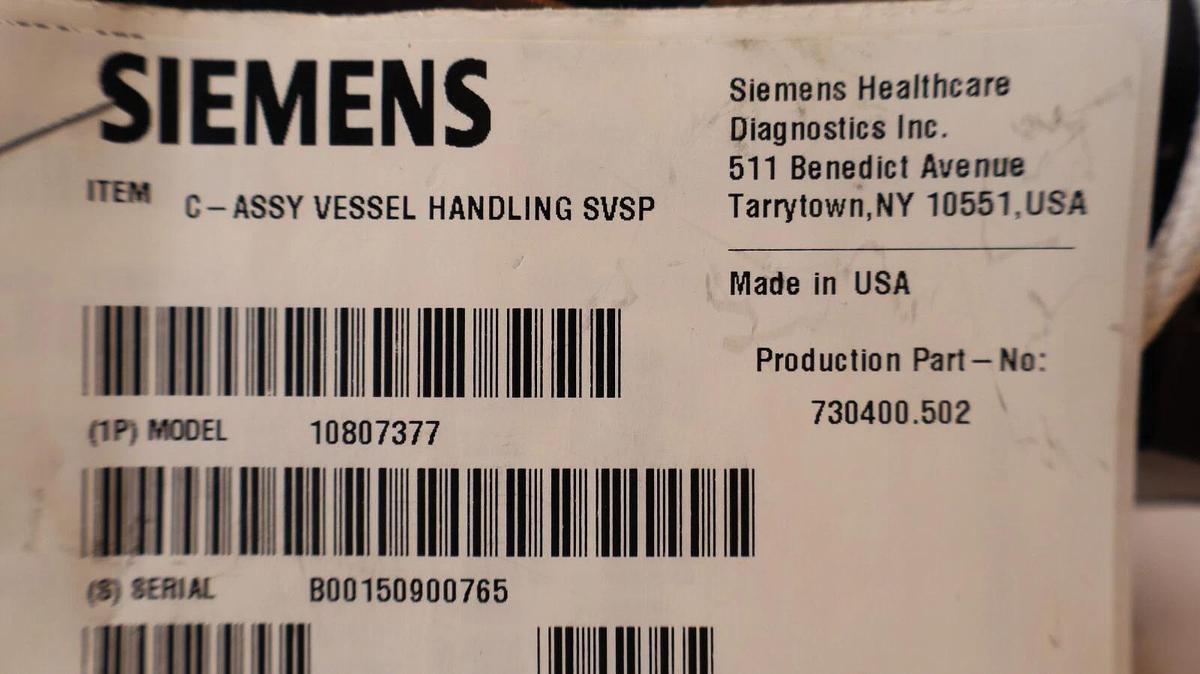 SIEMENS
ITEM C-ASSY VESSEL HANDLING SVSP
(1P) MODEL 10807377
(S) SERIAL B00150900765
Siemens Healthcare
Diagnostics Inc.
511 Benedict Avenue
Tarrytown,NY 10551,USA
Made in USA
Production Part-No:
730400.502